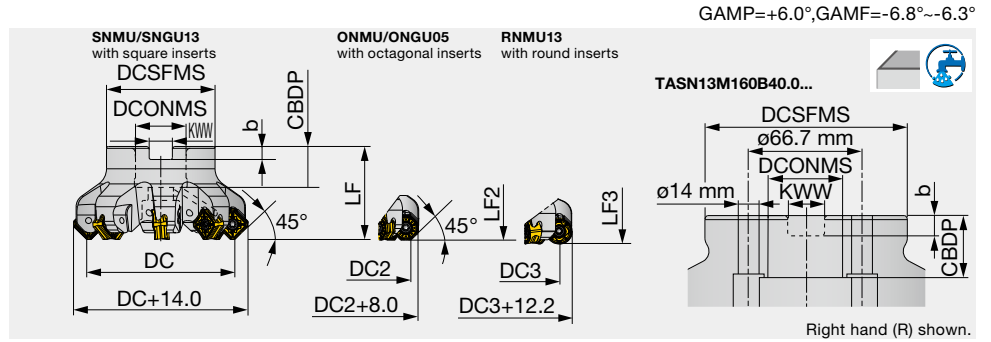 GAMP=+6.0°,GAMF=-6.8°~-6.3°
SNMU/SNGU13
with square inserts
DCSFMS
DCONMS
KWW
b
CBDP
LF
45°
DC
DC+14.0
ONMU/ONGU05
with octagonal inserts
45°
LF2
DC2
DC2+8.0
RNMU13
with round inserts
LF3
DC3
DC3+12.2
TASN13M160B40.0...
DCSFMS
ø66.7 mm
DCONMS
ø14 mm
KWW
b
CBDP
Right hand (R) shown.